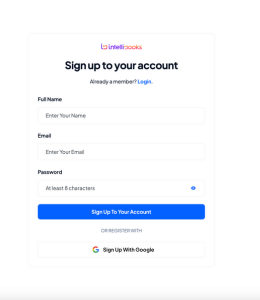 intellibooks
Sign up to your account
Already a member? Login.
Full Name
Enter Your Name
Email
Enter Your Email
Password
At least 8 characters
Sign Up To Your Account
OR REGISTER WITH
Sign Up With Google